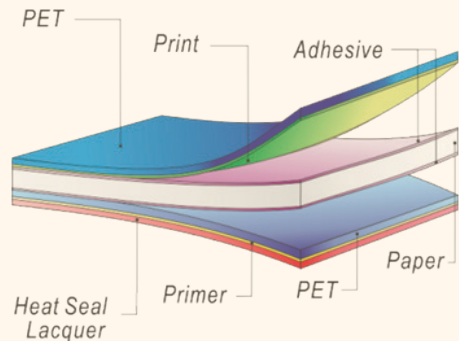 PET
Print
Adhesive
Paper
PET
Primer
Heat Seal
Lacquer